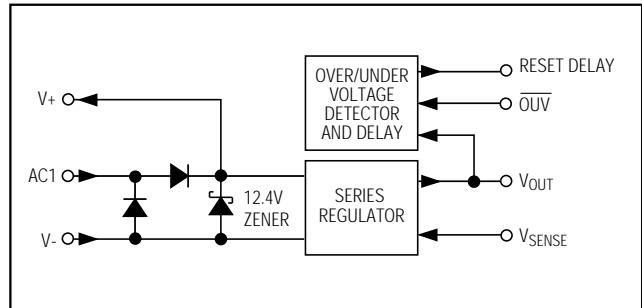 V+
AC1
V-
12.4V
ZENER
OVER/UNDER
VOLTAGE
DETECTOR
AND DELAY
SERIES
REGULATOR
RESET DELAY
OUV
VOUT
VSENSE